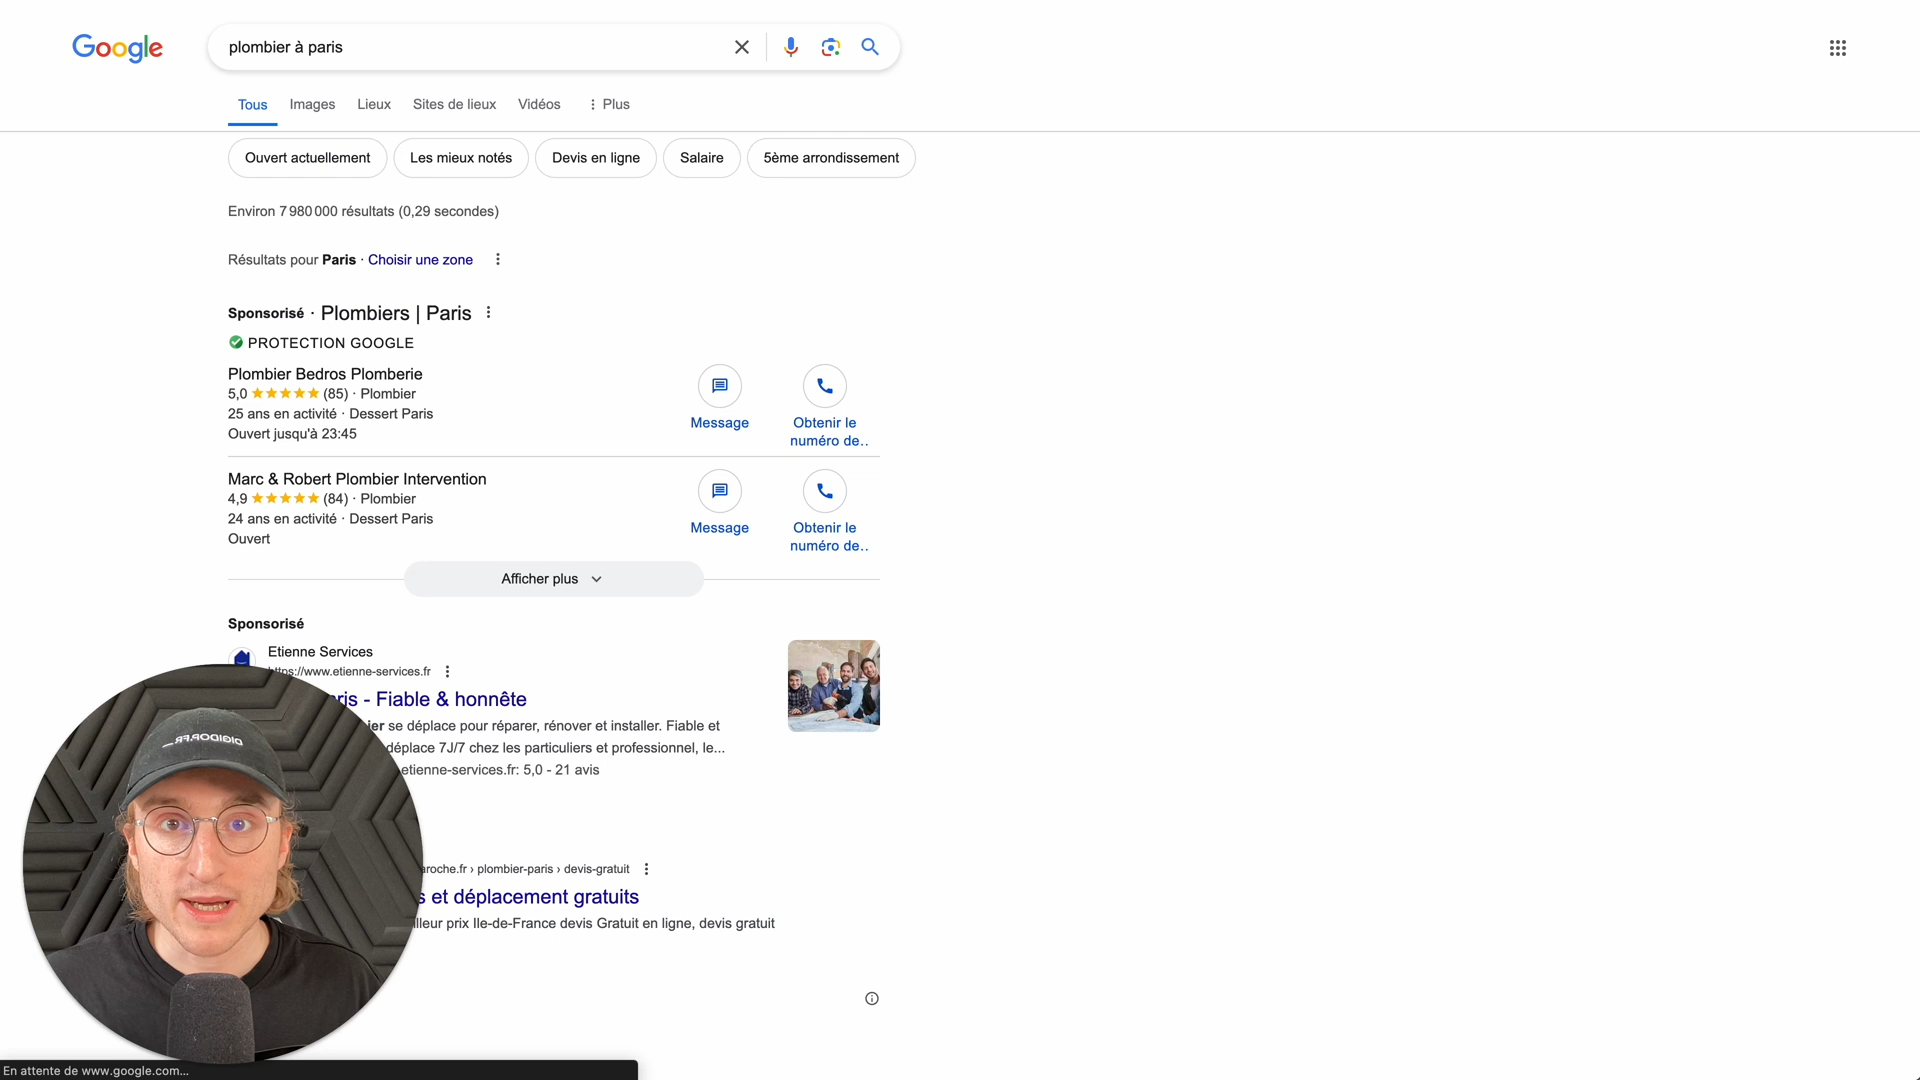 Google
plombier à paris
Tous Images Lieux Sites de lieux Vidéos Plus
Ouvert actuellement Les mieux notés Devis en ligne Salaire 5ème arrondissement
Environ 7 980 000 résultats (0,29 secondes)
Résultats pour Paris · Choisir une zone
Sponsorisé · Plombiers | Paris
PROTECTION GOOGLE
Plombier Bedros Plomberie
5,0 (85) · Plombier
25 ans en activité · Dessert Paris
Ouvert jusqu'à 23:45
Message
Obtenir le
numéro de..
Marc & Robert Plombier Intervention
4,9 (84) · Plombier
24 ans en activité · Dessert Paris
Ouvert
Message
Obtenir le
numéro de..
Afficher plus
Sponsorisé
Etienne Services
https://www.etienne-services.fr
- Fiable & honnête
se déplace pour réparer, rénover et installer. Fiable et
déplace 7J/7 chez les particuliers et professionnel, le...
etienne-services.fr: 5,0 - 21 avis
› plombier-paris › devis-gratuit
et déplacement gratuits
prix Ile-de-France devis Gratuit en ligne, devis gratuit
DIGIDOP.FR_
En attente de www.google.com...